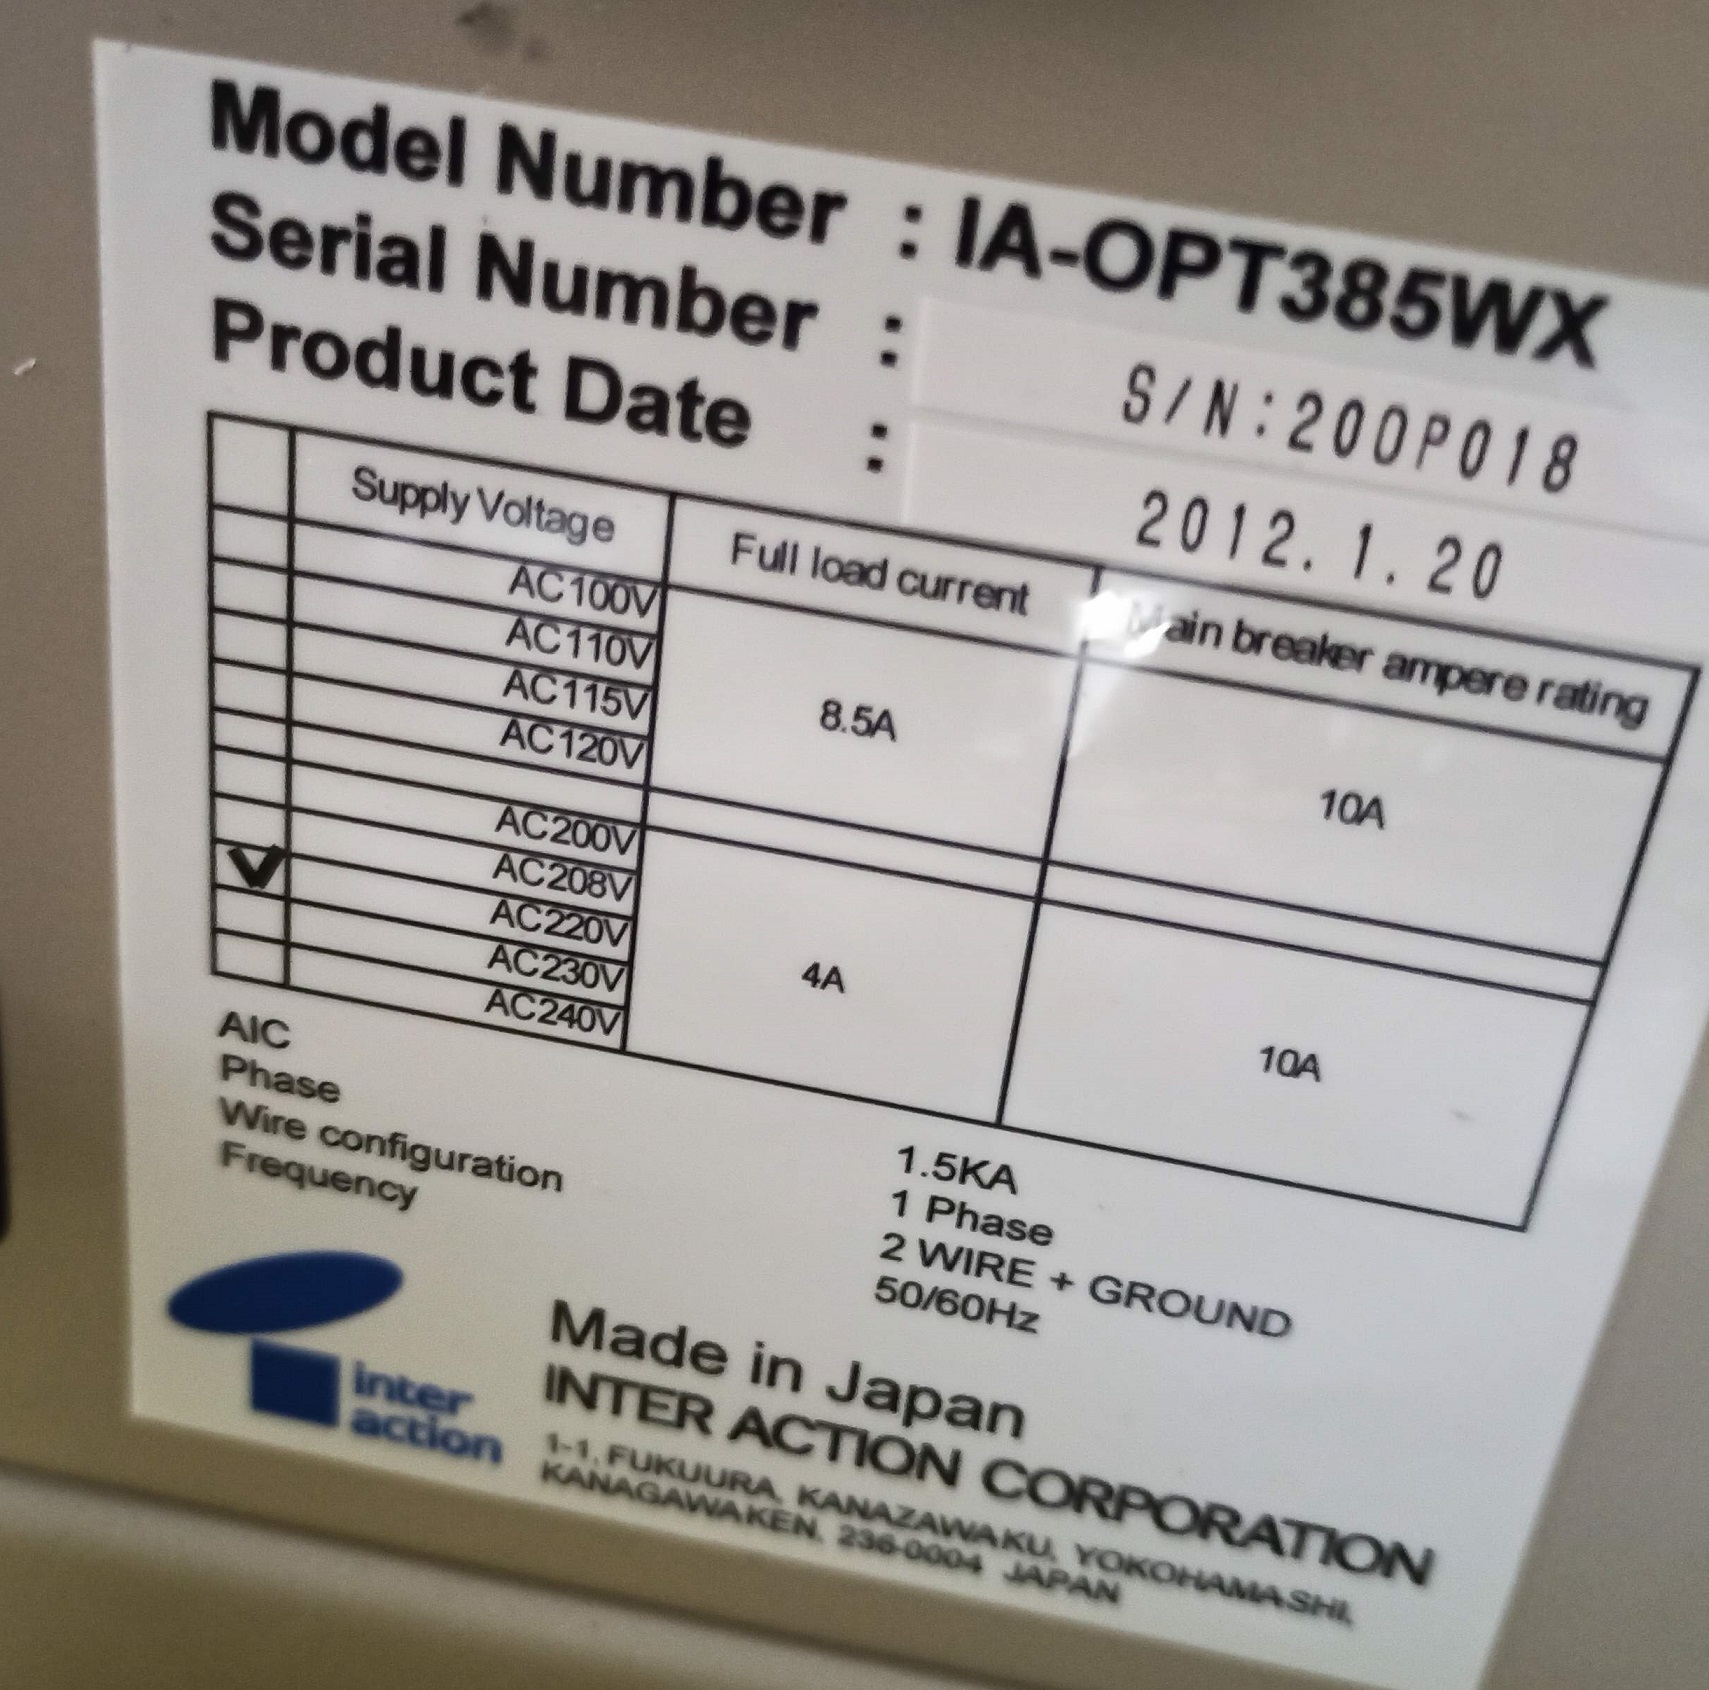 Model Number : IA-OPT385WX
Serial Number : S/N:200P018
Product Date : 2012.1.20
Supply Voltage Full load current Main breaker ampere rating
AC100V
AC110V
AC115V
AC120V
8.5A 10A
AC200V
AC208V
✓ AC220V
AC230V
AC240V
4A 10A
AIC 1.5KA
Phase 1 Phase
Wire configuration 2 WIRE + GROUND
Frequency 50/60Hz
inter
action
Made in Japan
INTER ACTION CORPORATION
1-1, FUKUURA, KANAZAWAKU, YOKOHAMASHI,
KANAGAWAKEN, 236-0004 JAPAN